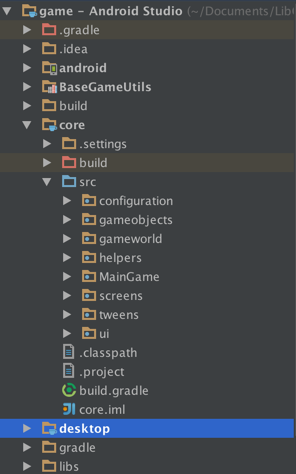 game - Android Studio (~/Documents/Lib
.gradle
.idea
android
BaseGameUtils
build
core
.settings
build
src
configuration
gameobjects
gameworld
helpers
MainGame
screens
tweens
ui
.classpath
.project
build.gradle
core.iml
desktop
gradle
libs